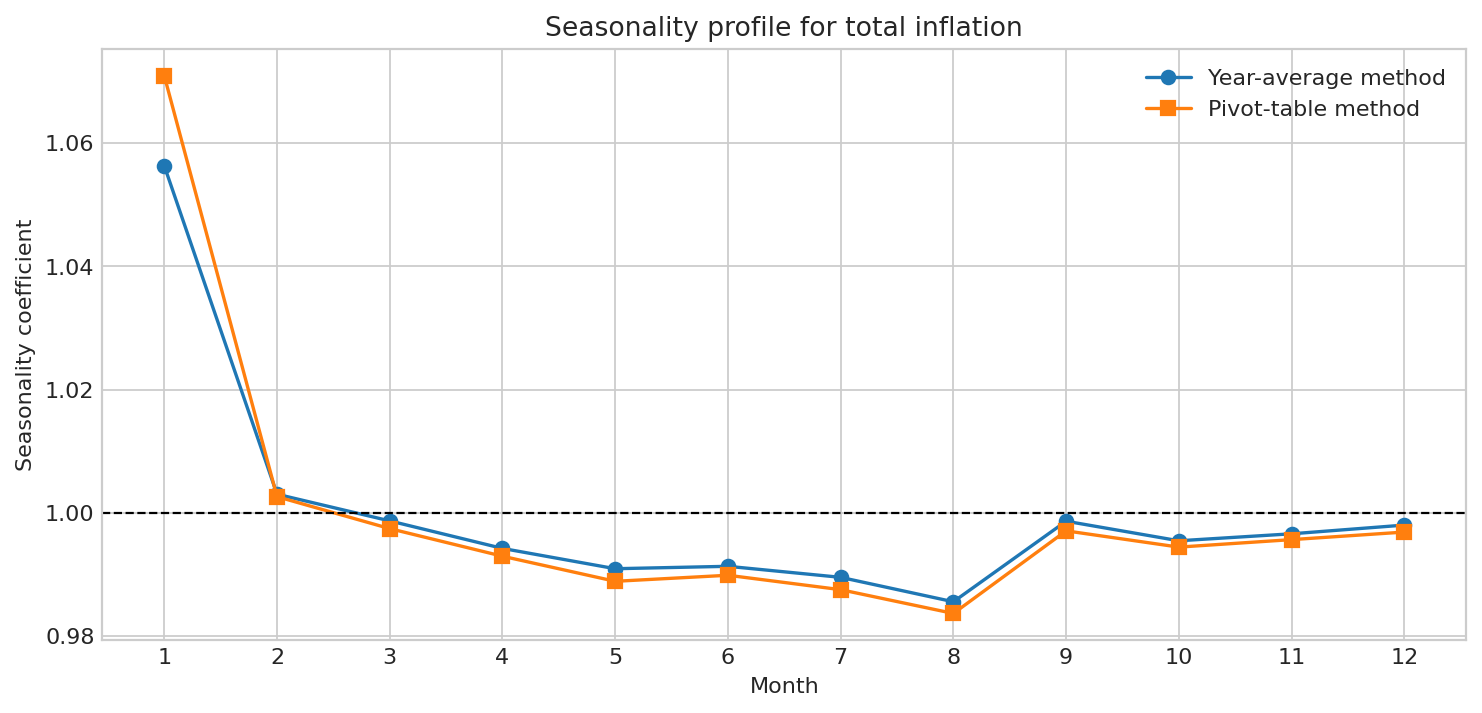 Seasonality profile for total inflation
Year-average method
Pivot-table method
Seasonality coefficient
1.06
1.04
1.02
1.00
0.98
1 2 3 4 5 6 7 8 9 10 11 12
Month